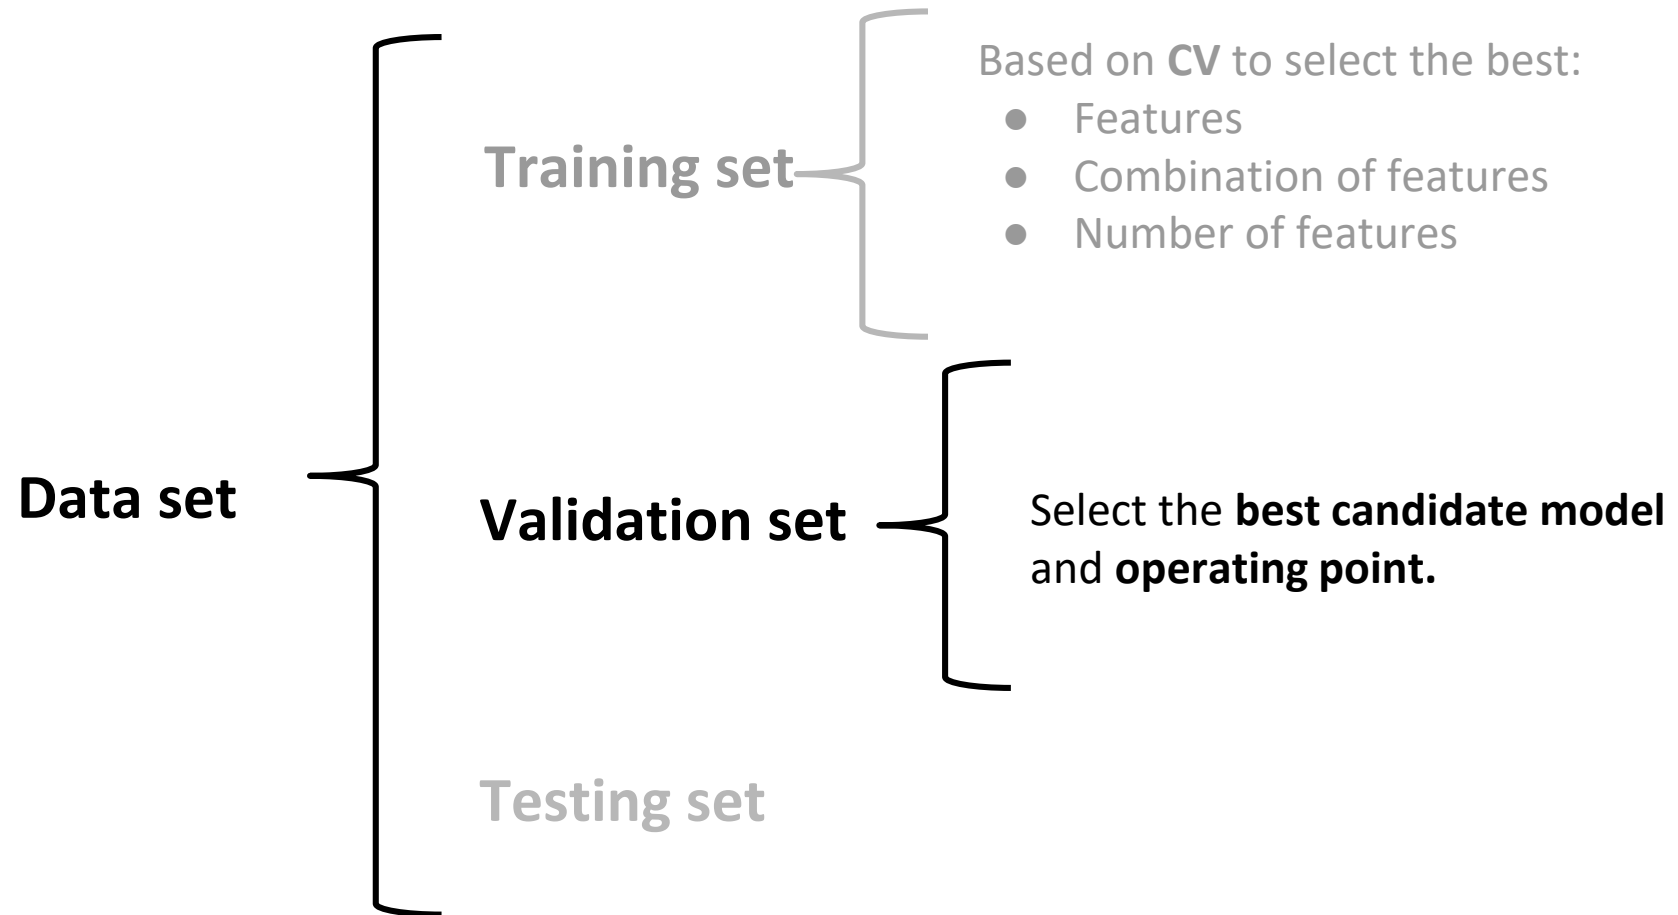 Based on CV to select the best:
● Features
Training set
● Combination of features
● Number of features
Data set
Validation set
Select the best candidate model
and operating point.
Testing set